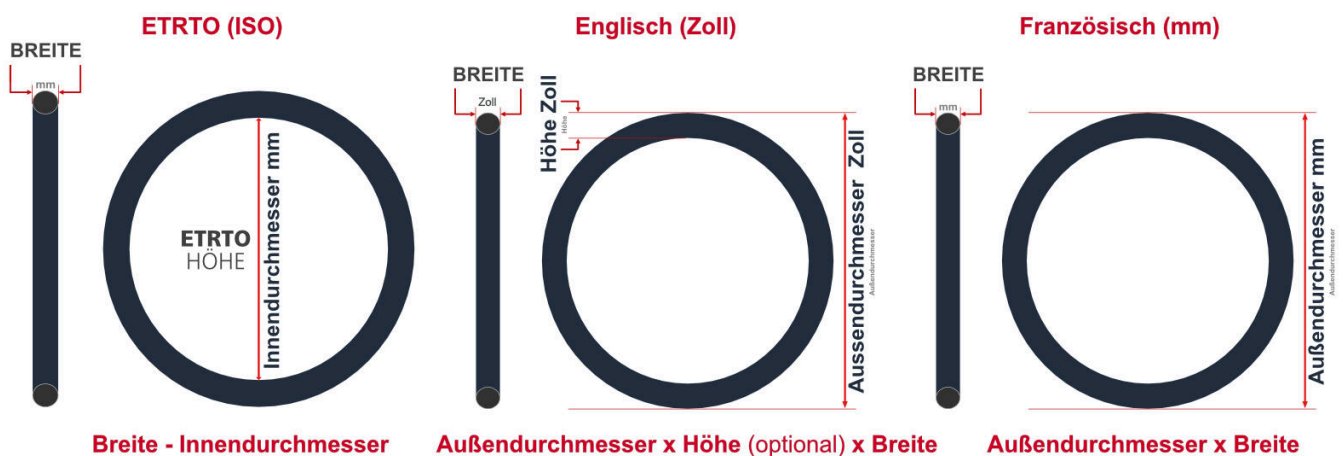 ETRTO (ISO)
BREITE
mm
ETRTO
HÖHE
Innendurchmesser mm
Breite - Innendurchmesser
Englisch (Zoll)
BREITE
Zoll
Höhe Zoll
Höhe
Aussendurchmesser Zoll
Außendurchmesser
Außendurchmesser x Höhe (optional) x Breite
Französisch (mm)
BREITE
mm
Außendurchmesser mm
Außendurchmesser
Außendurchmesser x Breite